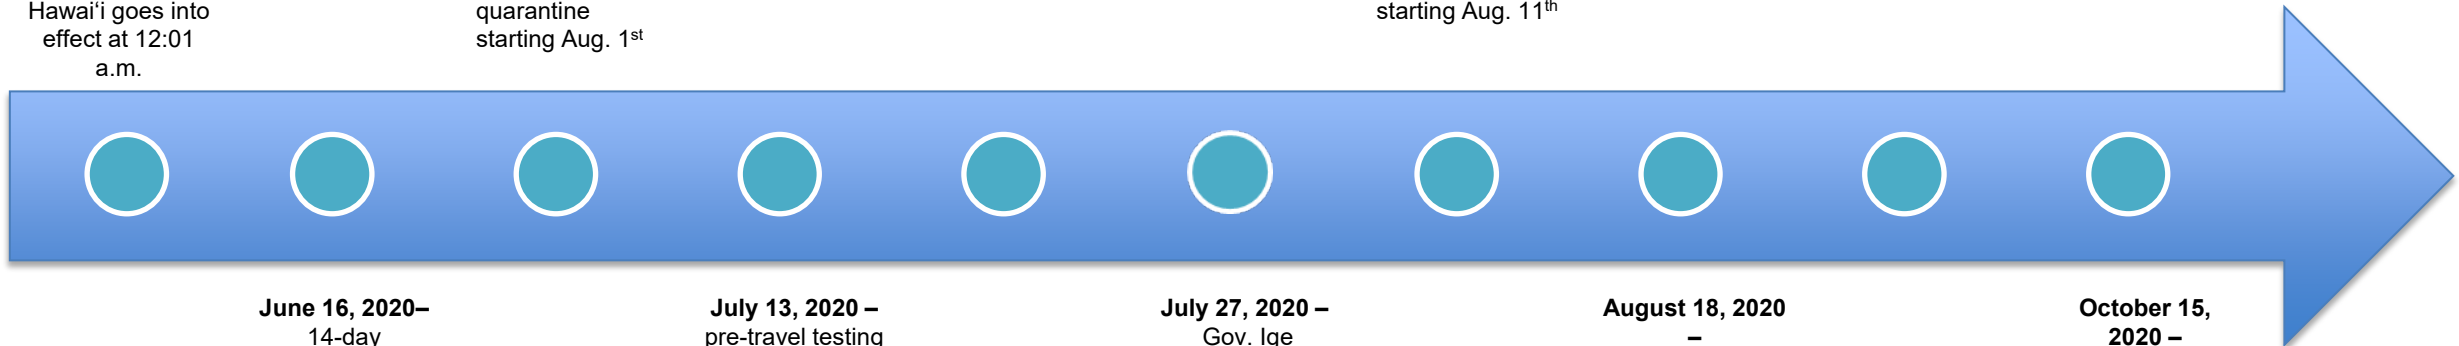 Hawai‘i goes into
effect at 12:01
a.m.
quarantine
starting Aug. 1st
starting Aug. 11th
June 16, 2020–
14-day
July 13, 2020 –
pre-travel testing
July 27, 2020 –
Gov. Ige
August 18, 2020
–
October 15,
2020 –